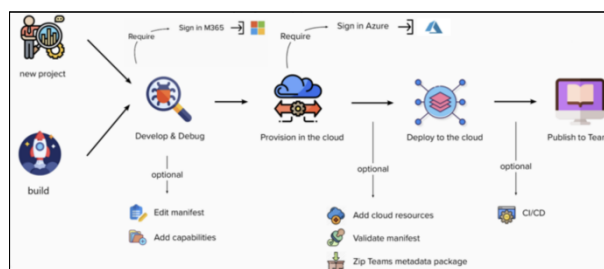 Require
Sign in M365
Require
Sign in Azure
new project
Develop & Debug
Provision in the cloud
Deploy to the cloud
Publish to Team
build
optional
optional
optional
Edit manifest
Add capabilities
Add cloud resources
Validate manifest
Zip Teams metadata package
CI/CD